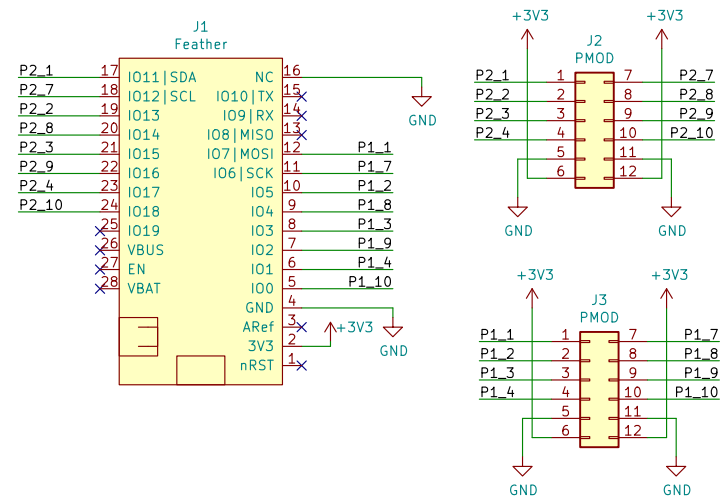 J1
Feather
P2_1 17 IO11|SDA NC 16
P2_7 18 IO12|SCL IO10|TX 15
P2_2 19 IO13 IO9|RX 14
P2_8 20 IO14 IO8|MISO 13
P2_3 21 IO15 IO7|MOSI 12 P1_1
P2_9 22 IO16 IO6|SCK 11 P1_7
P2_4 23 IO17 IO5 10 P1_2
P2_10 24 IO18 IO4 9 P1_8
25 IO19 IO3 8 P1_3
26 VBUS IO2 7 P1_9
27 EN IO1 6 P1_4
28 VBAT IO0 5 P1_10
GND 4
ARef 3
3V3 2
nRST 1
GND
+3V3
GND
+3V3 +3V3
J2
PMOD
P2_1 1 7 P2_7
P2_2 2 8 P2_8
P2_3 3 9 P2_9
P2_4 4 10 P2_10
5 11
6 12
GND GND
+3V3 +3V3
J3
PMOD
P1_1 1 7 P1_7
P1_2 2 8 P1_8
P1_3 3 9 P1_9
P1_4 4 10 P1_10
5 11
6 12
GND GND